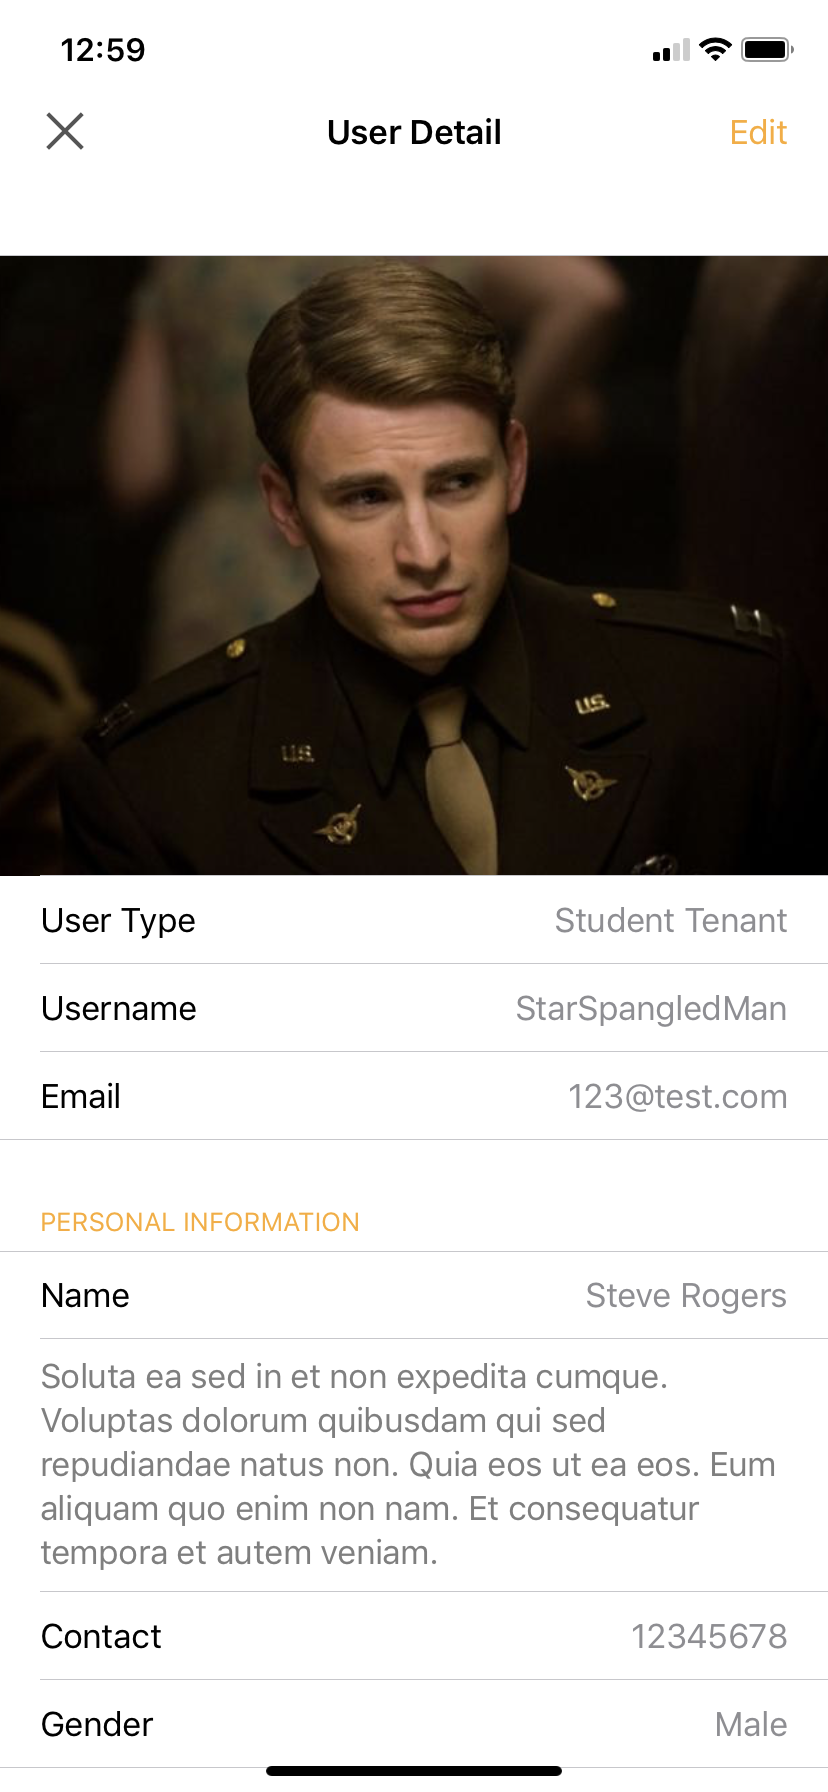 12:59
User Detail
Edit
U.S.
U.S.
User Type
Student Tenant
Username
StarSpangledMan
Email
123@test.com
PERSONAL INFORMATION
Name
Steve Rogers
Soluta ea sed in et non expedita cumque.
Voluptas dolorum quibusdam qui sed
repudiandae natus non. Quia eos ut ea eos. Eum
aliquam quo enim non nam. Et consequatur
tempora et autem veniam.
Contact
12345678
Gender
Male